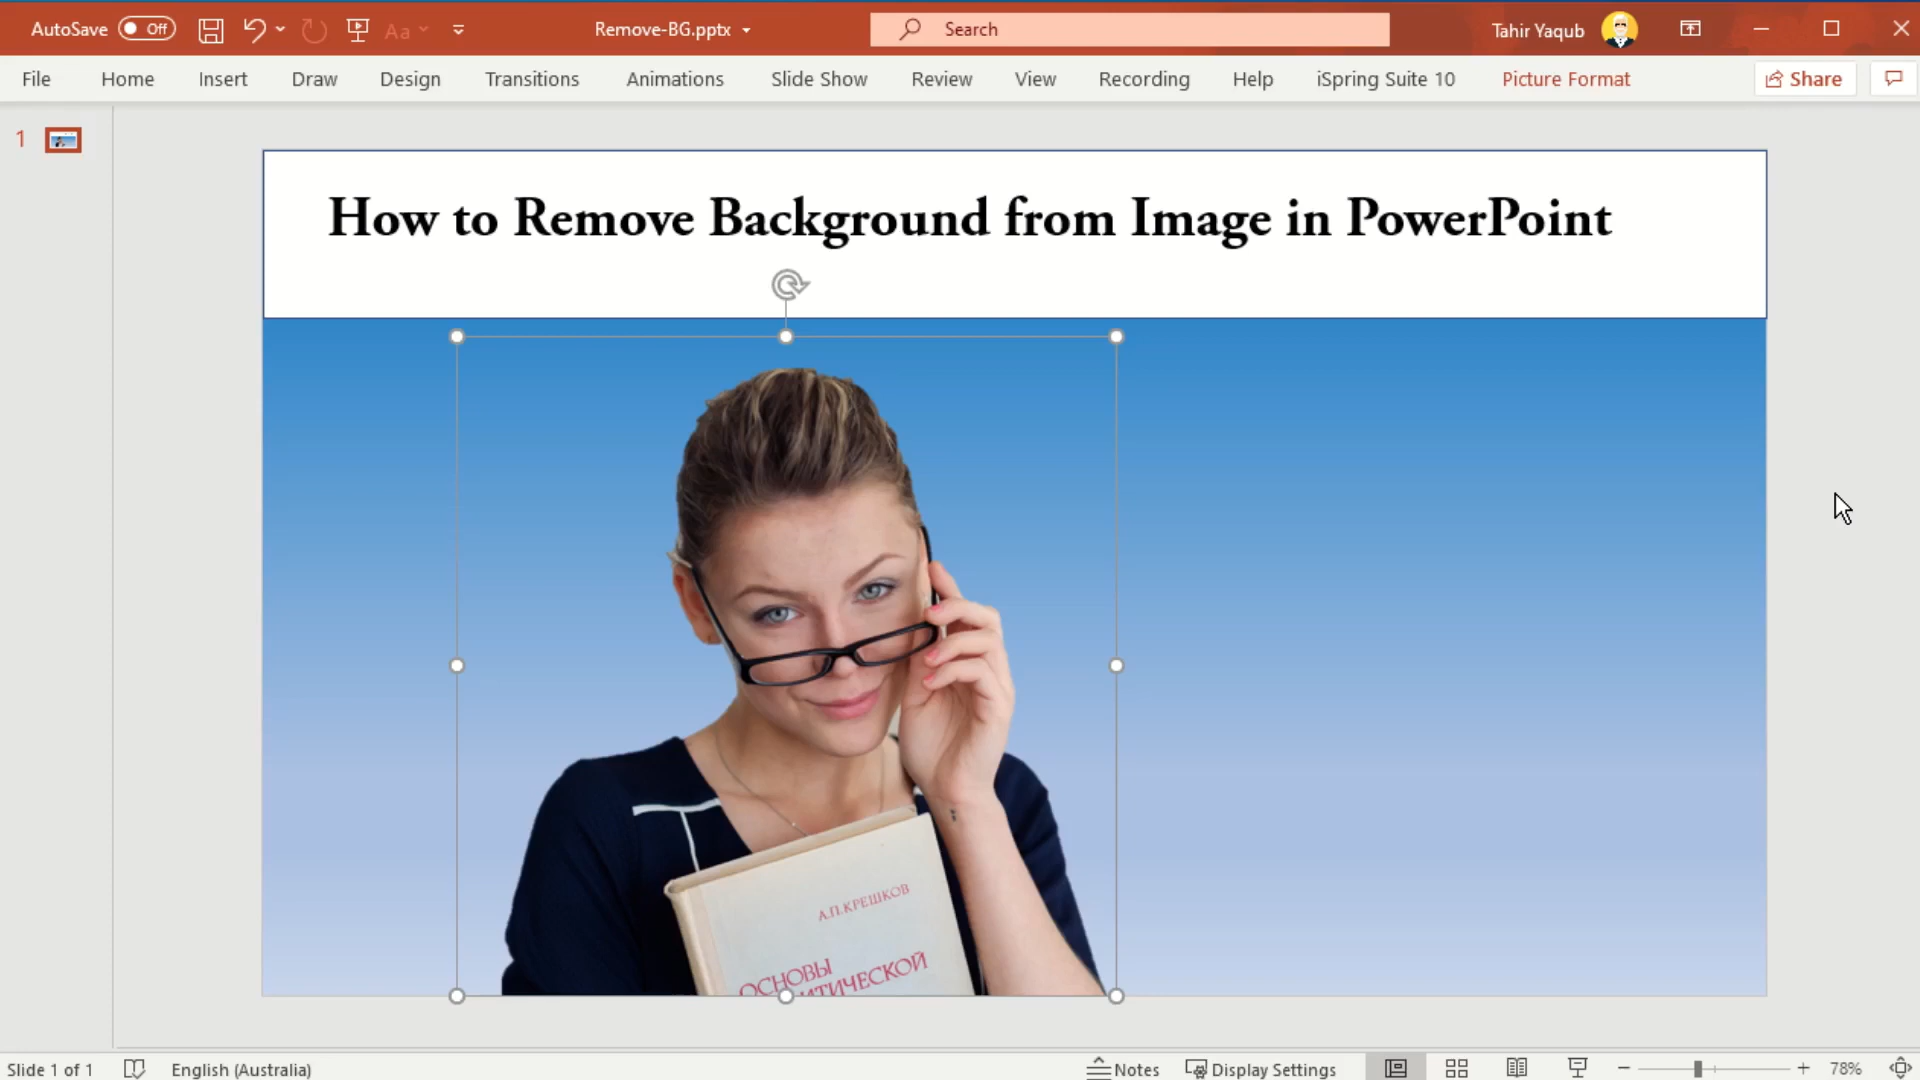 AutoSave Off Aa Remove-BG.pptx Search Tahir Yaqub
File Home Insert Draw Design Transitions Animations Slide Show Review View Recording Help iSpring Suite 10 Picture Format Share
1
How to Remove Background from Image in PowerPoint
А.П.КРЕШКОВ
ОСНОВЫ
ИТИЧЕСКОЙ
Slide 1 of 1 English (Australia) Notes Display Settings 78%